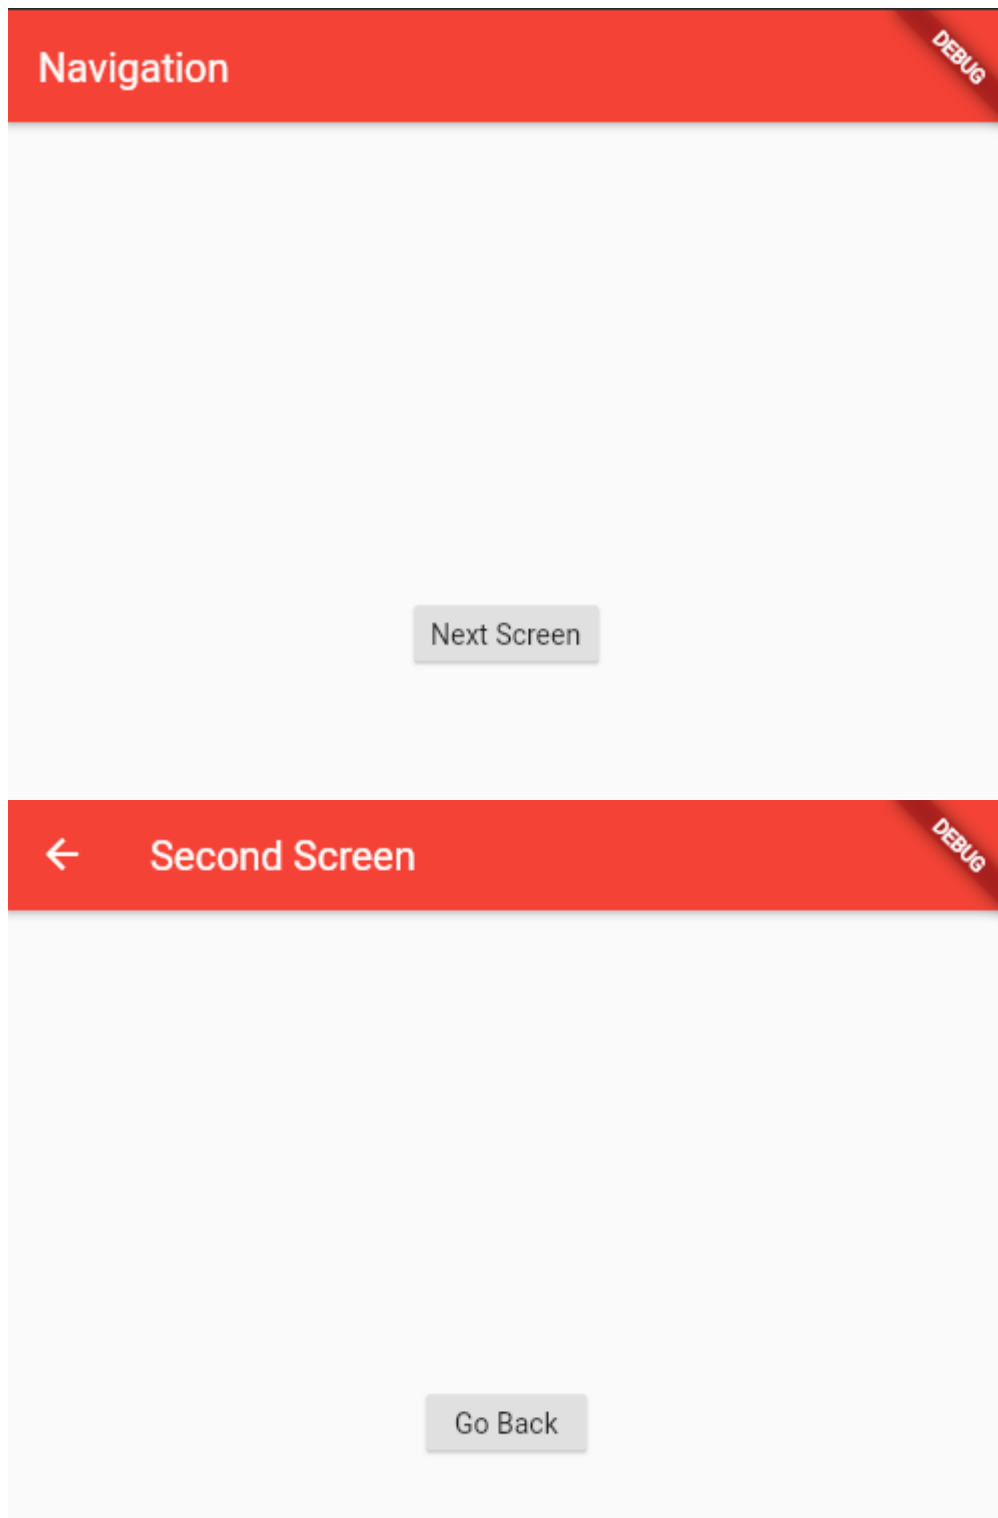 Navigation
DEBUG
Next Screen
Second Screen
DEBUG
Go Back